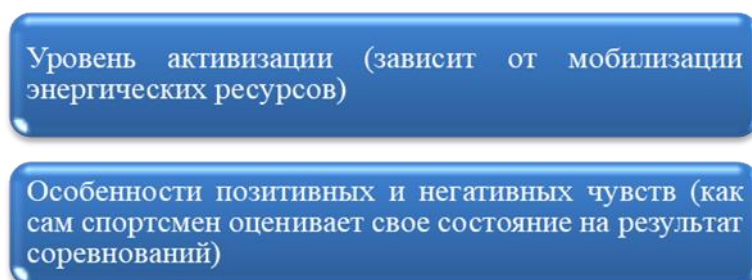 Уровень активизации (зависит от мобилизации
энергических ресурсов)
Особенности позитивных и негативных чувств (как
сам спортсмен оценивает свое состояние на результат
соревнований)